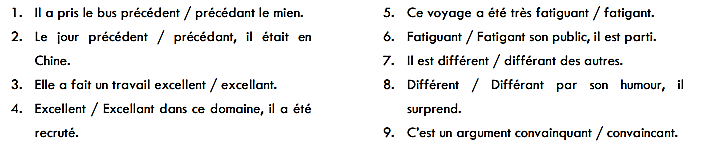 1. Il a pris le bus précédent / précédant le mien.
2. Le jour précédent / précédant, il était en
Chine.
3. Elle a fait un travail excellent / excellant.
4. Excellent / Excellant dans ce domaine, il a été
recruté.
5. Ce voyage a été très fatiguant / fatigant.
6. Fatiguant / Fatigant son public, il est parti.
7. Il est différent / différant des autres.
8. Différent / Différant par son humour, il
surprend.
9. C'est un argument convainquant / convaincant.